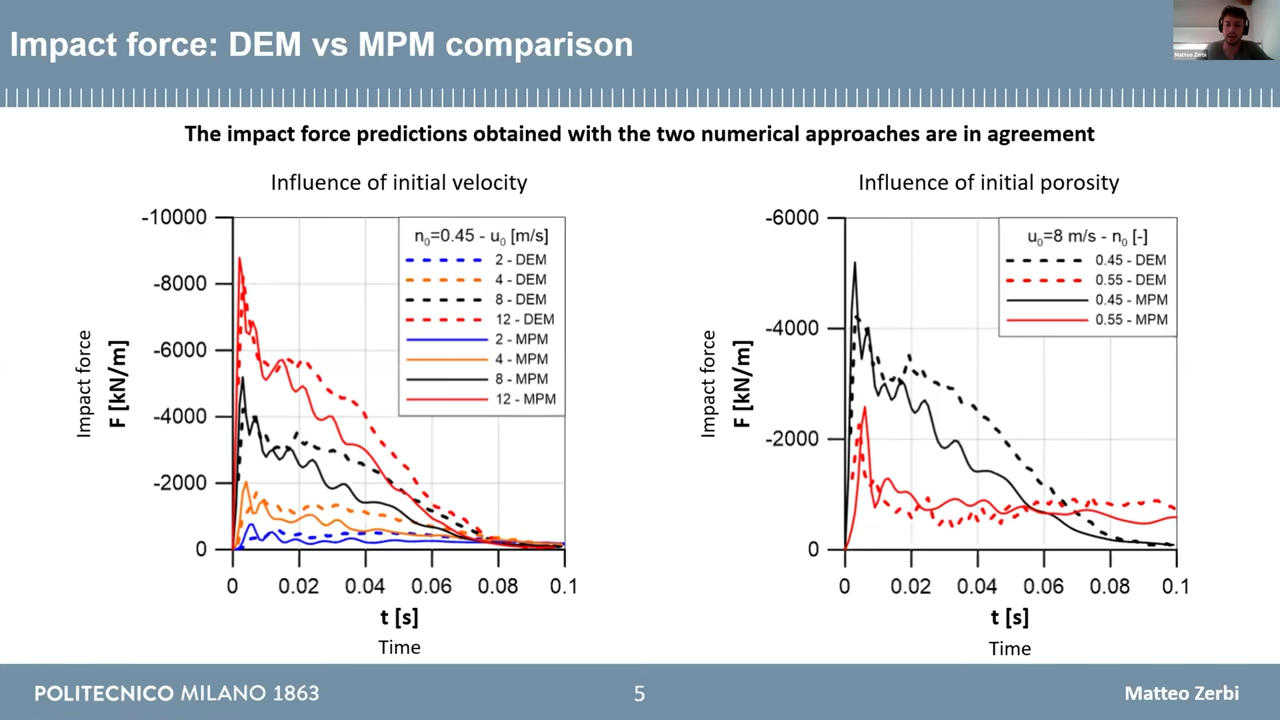 Impact force: DEM vs MPM comparison
Matteo Zerbi
The impact force predictions obtained with the two numerical approaches are in agreement
Influence of initial velocity
-10000
-8000
-6000
-4000
-2000
0
0 0.02 0.04 0.06 0.08 0.1
Impact force
F [kN/m]
n₀=0.45 - u₀ [m/s]
2 - DEM
4 - DEM
8 - DEM
12 - DEM
2 - MPM
4 - MPM
8 - MPM
12 - MPM
t [s]
Time
Influence of initial porosity
-6000
-4000
-2000
0
0 0.02 0.04 0.06 0.08 0.1
Impact force
F [kN/m]
u₀=8 m/s - n₀ [-]
0.45 - DEM
0.55 - DEM
0.45 - MPM
0.55 - MPM
t [s]
Time
POLITECNICO MILANO 1863
5
Matteo Zerbi